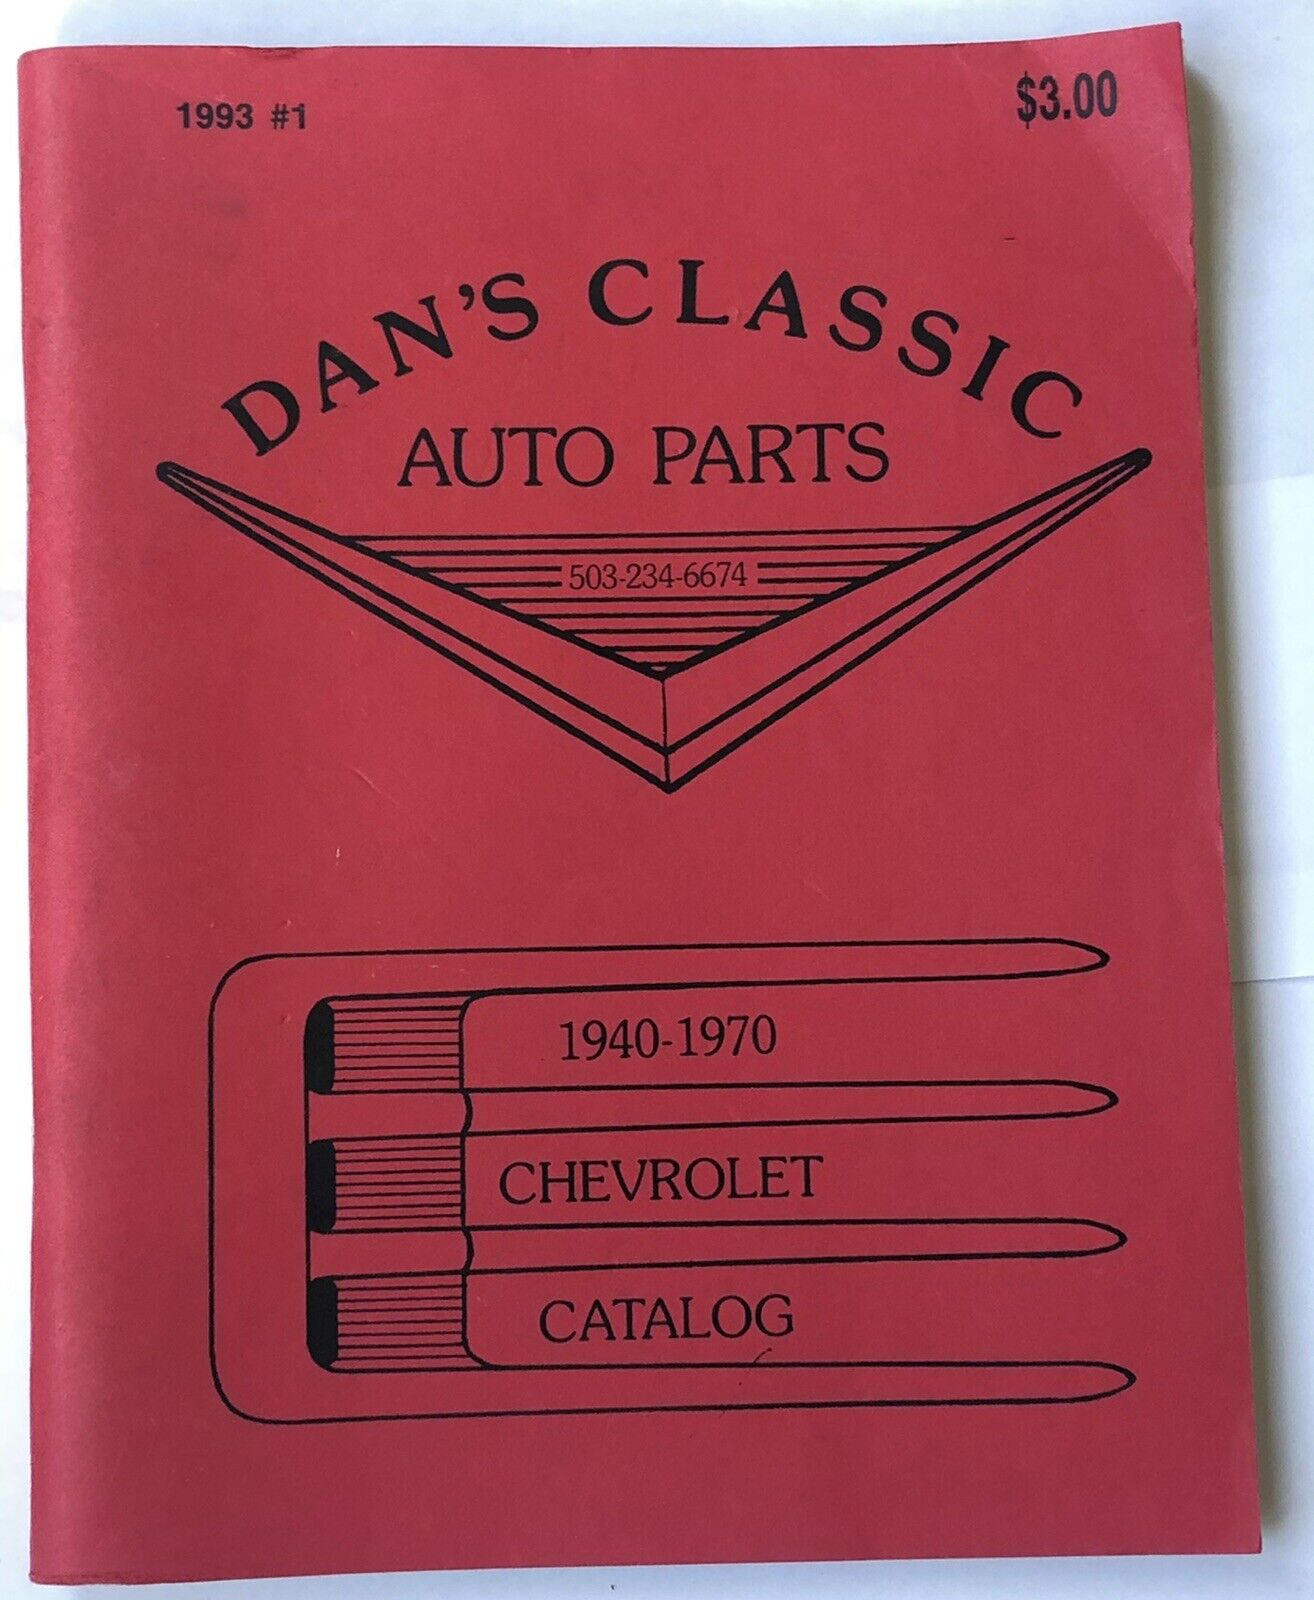 1993 #1
$3.00
DAN'S CLASSIC
AUTO PARTS
503-234-6674
1940-1970
CHEVROLET
CATALOG